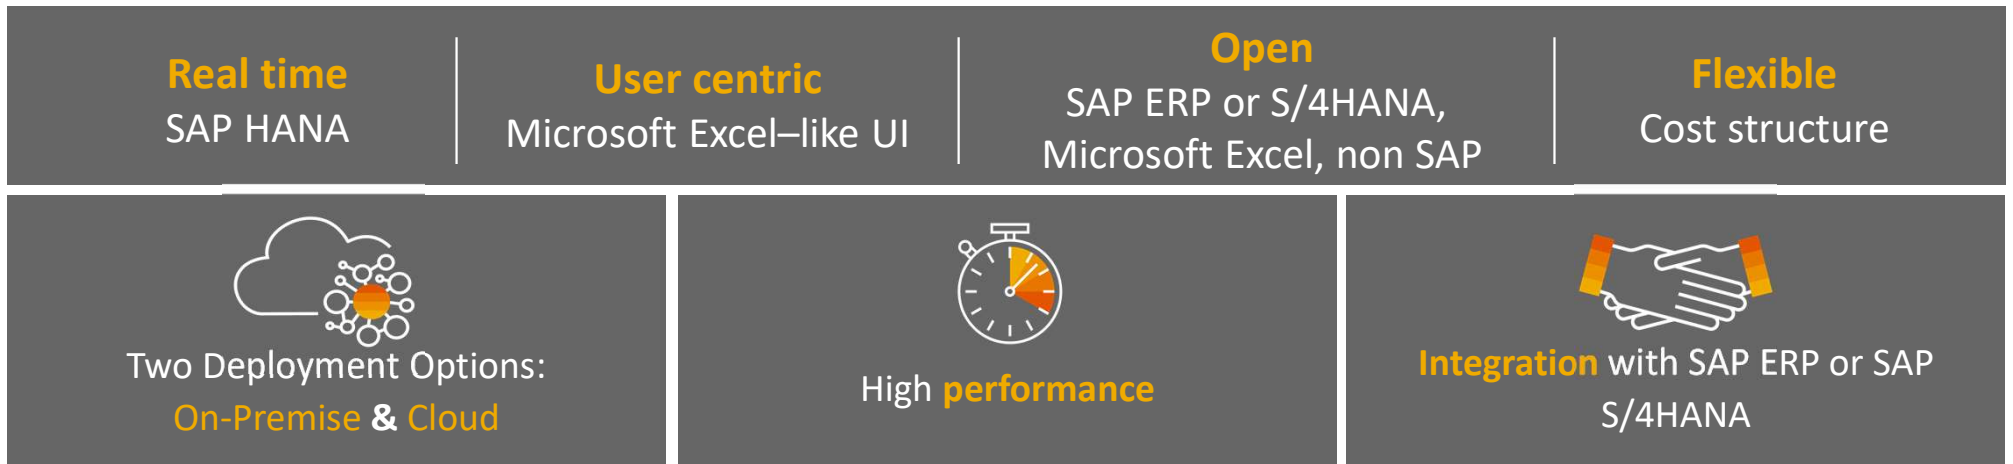 Real time
SAP HANA
User centric
Microsoft Excel–like UI
Open
SAP ERP or S/4HANA,
Microsoft Excel, non SAP
Flexible
Cost structure
Two Deployment Options:
On-Premise & Cloud
High performance
Integration with SAP ERP or SAP
S/4HANA